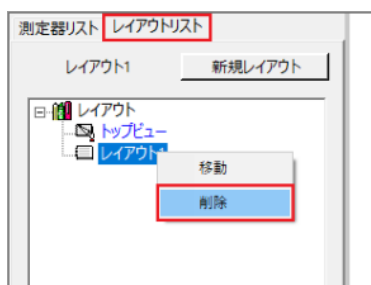 測定器リスト レイアウトリスト
レイアウト1 新規レイアウト
レイアウト
トップビュー
レイアウト1
移動
削除